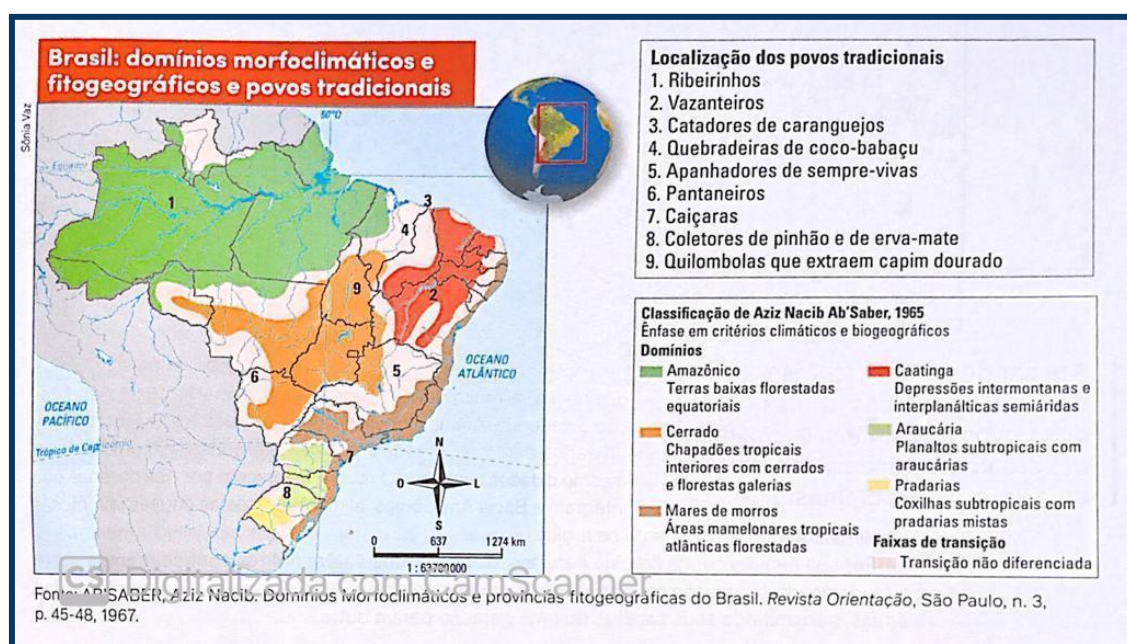 Brasil: domínios morfoclimáticos e
fitogeográficos e povos tradicionais
Sônia Vaz
50°O
Equador
1
2
3
4
5
6
7
8
9
OCEANO
ATLÂNTICO
OCEANO
PACÍFICO
Trópico de Capricórnio
N
O
L
S
0 637 1274 km
1 : 63700000
Localização dos povos tradicionais
1. Ribeirinhos
2. Vazanteiros
3. Catadores de caranguejos
4. Quebradeiras de coco-babaçu
5. Apanhadores de sempre-vivas
6. Pantaneiros
7. Caiçaras
8. Coletores de pinhão e de erva-mate
9. Quilombolas que extraem capim dourado
Classificação de Aziz Nacib Ab'Saber, 1965
Ênfase em critérios climáticos e biogeográficos
Domínios
Amazônico
Terras baixas florestadas
equatoriais
Cerrado
Chapadões tropicais
interiores com cerrados
e florestas galerias
Mares de morros
Áreas mamelonares tropicais
atlânticas florestadas
Caatinga
Depressões intermontanas e
interplanálticas semiáridas
Araucária
Planaltos subtropicais com
araucárias
Pradarias
Coxilhas subtropicais com
pradarias mistas
Faixas de transição
Transição não diferenciada
CS Digitalizada com CamScanner
Fonte: AB'SABER, Aziz Nacib. Domínios Morfoclimáticos e províncias fitogeográficas do Brasil. Revista Orientação, São Paulo, n. 3,
p. 45-48, 1967.